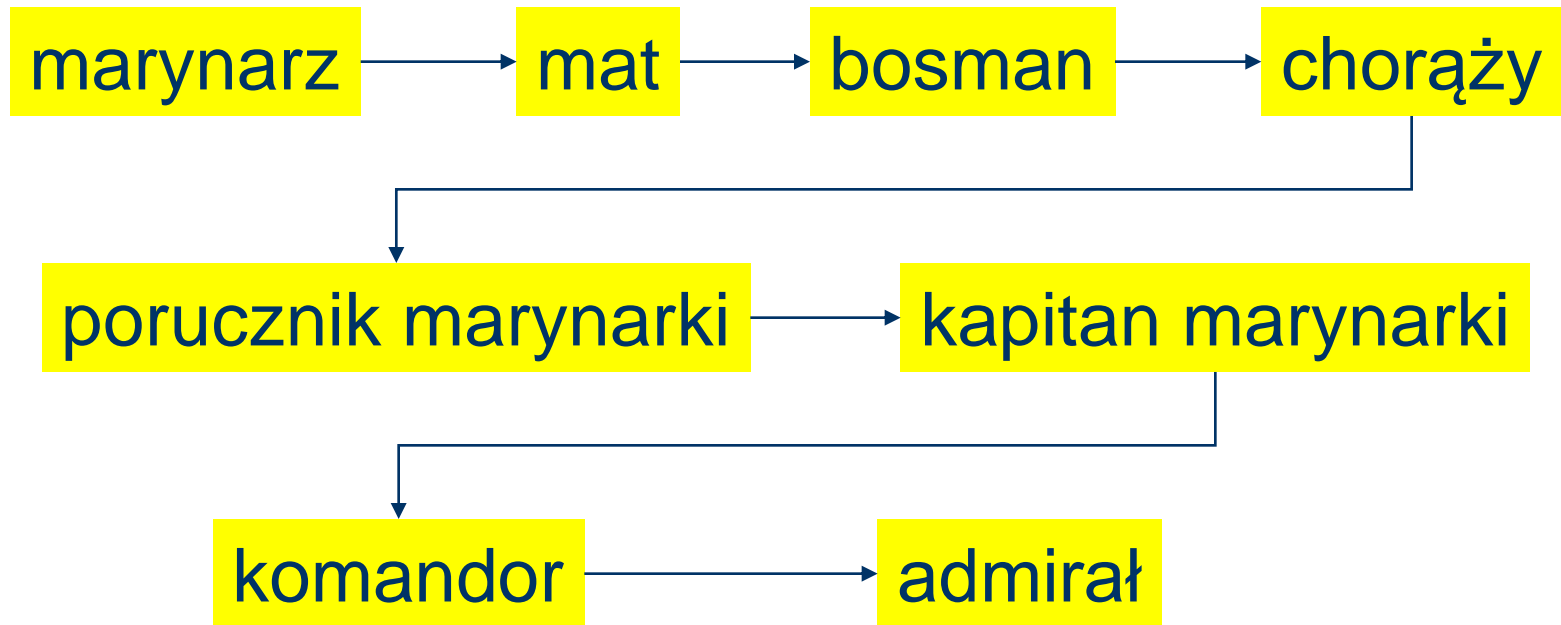 marynarz mat bosman chorąży
porucznik marynarki kapitan marynarki
komandor admirał